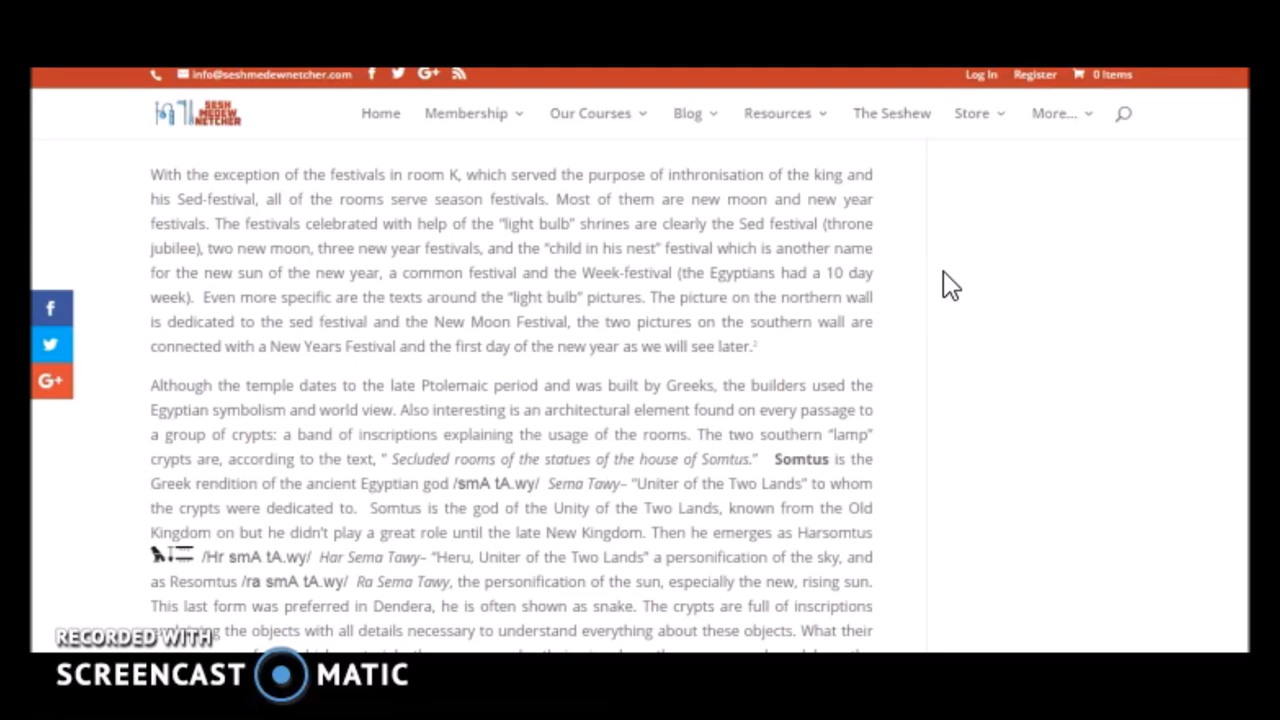 info@seshmedewnetcher.com
Log In Register 0 Items
SESH MEDEW NETCHER
Home Membership Our Courses Blog Resources The Seshew Store More...
With the exception of the festivals in room K, which served the purpose of inthronisation of the king and
his Sed-festival, all of the rooms serve season festivals. Most of them are new moon and new year
festivals. The festivals celebrated with help of the “light bulb” shrines are clearly the Sed festival (throne
jubilee), two new moon, three new year festivals, and the “child in his nest” festival which is another name
for the new sun of the new year, a common festival and the Week-festival (the Egyptians had a 10 day
week). Even more specific are the texts around the “light bulb” pictures. The picture on the northern wall
is dedicated to the sed festival and the New Moon Festival, the two pictures on the southern wall are
connected with a New Years Festival and the first day of the new year as we will see later.²
Although the temple dates to the late Ptolemaic period and was built by Greeks, the builders used the
Egyptian symbolism and world view. Also interesting is an architectural element found on every passage to
a group of crypts: a band of inscriptions explaining the usage of the rooms. The two southern “lamp”
crypts are, according to the text, ” Secluded rooms of the statues of the house of Somtus.” Somtus is the
Greek rendition of the ancient Egyptian god /smA tA.wy/ Sema Tawy– “Uniter of the Two Lands” to whom
the crypts were dedicated to. Somtus is the god of the Unity of the Two Lands, known from the Old
Kingdom on but he didn’t play a great role until the late New Kingdom. Then he emerges as Harsomtus
/Hr smA tA.wy/ Har Sema Tawy– “Heru, Uniter of the Two Lands” a personification of the sky, and
as Resomtus /ra smA tA.wy/ Ra Sema Tawy, the personification of the sun, especially the new, rising sun.
This last form was preferred in Dendera, he is often shown as snake. The crypts are full of inscriptions
the objects with all details necessary to understand everything about these objects. What their
RECORDED WITH
SCREENCAST MATIC